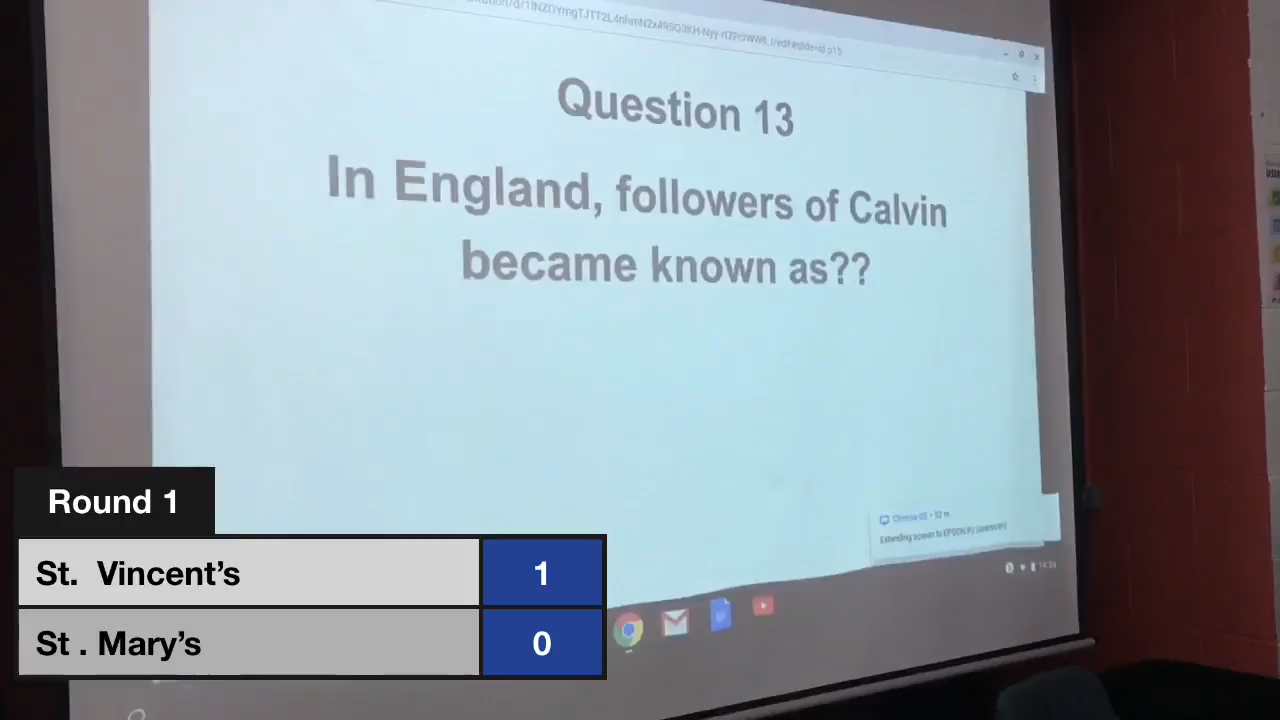 Question 13
In England, followers of Calvin
became known as??
Round 1
St. Vincent's 1
St . Mary's 0